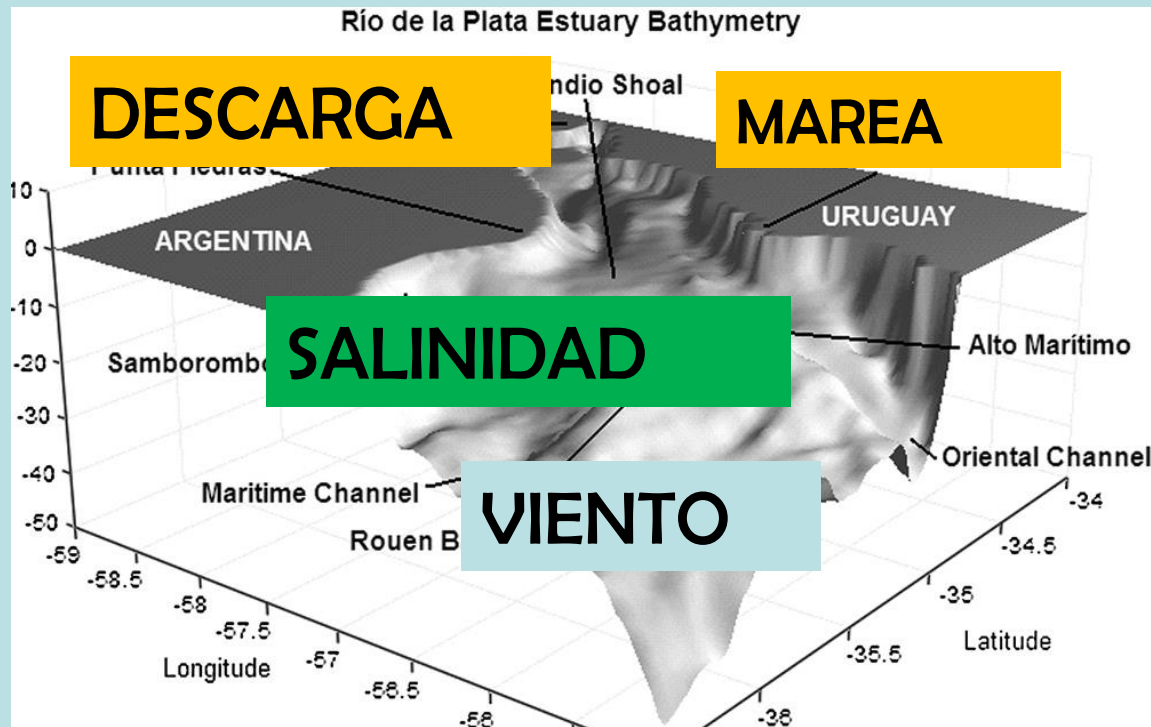 Río de la Plata Estuary Bathymetry
DESCARGA
ndio Shoal
MAREA
Punta Piedras
10
URUGUAY
ARGENTINA
0
-10
SALINIDAD
Alto Marítimo
-20
Samborombo
-30
Oriental Channel
-40
Maritime Channel
VIENTO
-34
-50
Rouen B
-34.5
-59
-58.5
-35
-58
-57.5
Latitude
-57
-35.5
Longitude
-56.5
-36